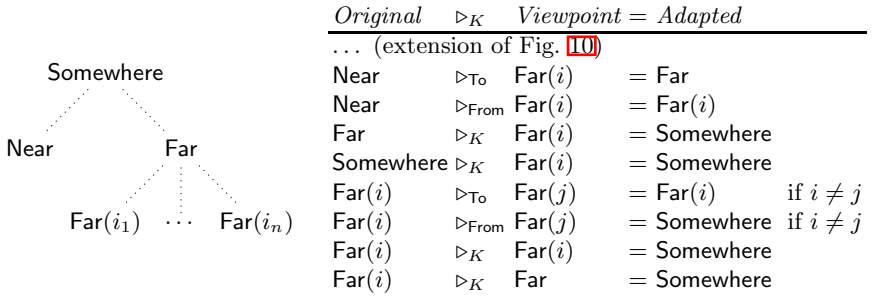 Somewhere
Near Far
Far(i₁) ··· Far(iₙ)
Original ▷K Viewpoint = Adapted
... (extension of Fig. 10)
Near ▷To Far(i) = Far
Near ▷From Far(i) = Far(i)
Far ▷K Far(i) = Somewhere
Somewhere ▷K Far(i) = Somewhere
Far(i) ▷To Far(j) = Far(i) if i ≠ j
Far(i) ▷From Far(j) = Somewhere if i ≠ j
Far(i) ▷K Far(i) = Somewhere
Far(i) ▷K Far = Somewhere